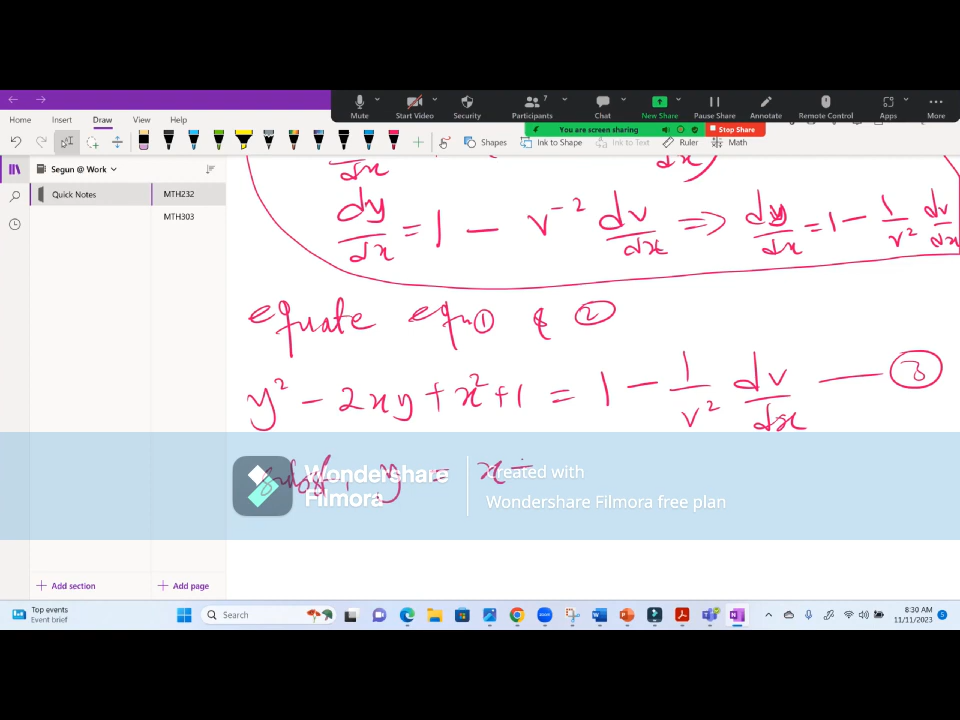 Mute
Start Video
Security
7
Participants
Chat
New Share
Pause Share
Annotate
Remote Control
Apps
More
Home Insert Draw View Help
You are screen sharing
Stop Share
Shapes
Ink to Shape
Ink to Text
Ruler
Math
Segun @ Work
Quick Notes
MTH232
MTH303
dx dx)
dy/dx = 1 − v⁻² dv/dx => dy/dx = 1 − 1/v² dv/dx
equate eqn ① & ②
y² − 2xy + x² + 1 = 1 − 1/v² dv/dx — ③
y = x +
Wondershare
Filmora
Created with
Wondershare Filmora free plan
Add section
Add page
Top events
Event brief
Search
8:30 AM
11/11/2023
5